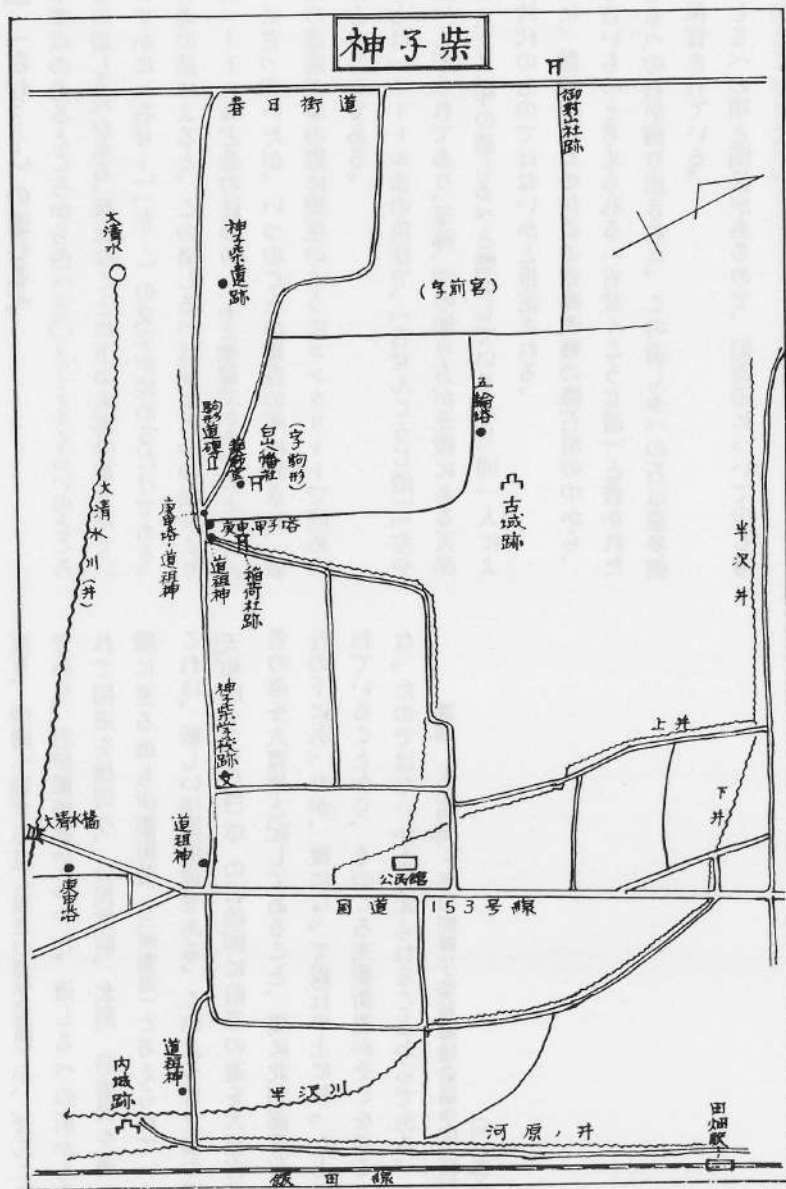 神子柴
春日街道
御射山社跡
大清水
神子柴遺跡
(字前宮)
五輪塔
駒形道碑
白山八幡社
(字駒形)
古城跡
半沢井
大清水川(井)
庚申塔 道祖神
庚申・甲子塔
道祖神
稲荷社跡
上井
下井
神子柴学校跡
文
大清水橋
道祖神
公民館
庚申塔
国道153号線
道祖神
内城跡
半沢川
河原ノ井
田畑駅
飯田線